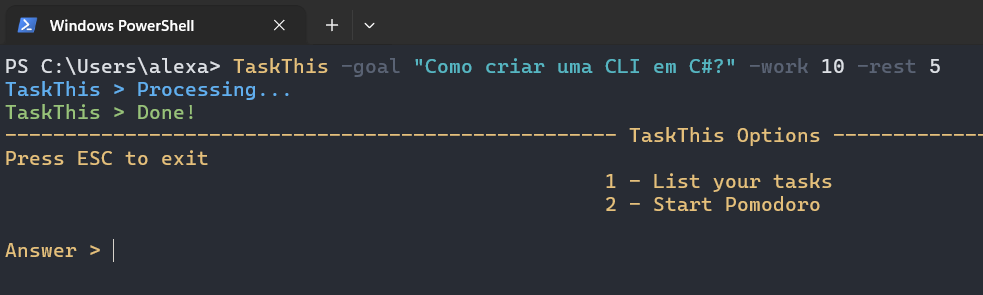 Windows PowerShell
PS C:\Users\alexa> TaskThis -goal "Como criar uma CLI em C#?" -work 10 -rest 5
TaskThis > Processing...
TaskThis > Done!
--------------------------------------------------- TaskThis Options -------------
Press ESC to exit
1 - List your tasks
2 - Start Pomodoro
Answer >